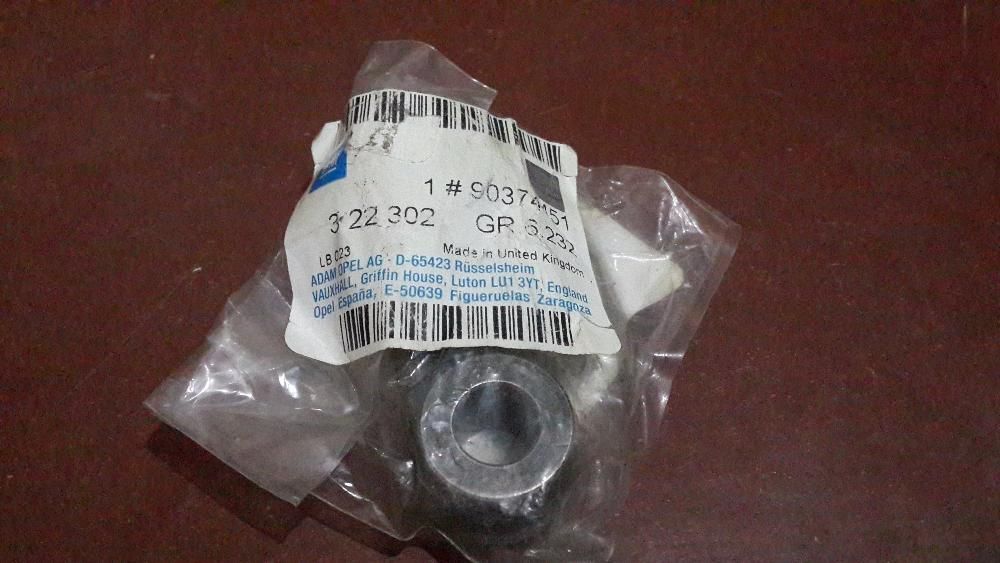 1 # 90374451
3 22 302 GR 6.232
LB 023 Made in United Kingdom
ADAM OPEL AG - D-65423 Rüsselsheim
VAUXHALL, Griffin House, Luton LU1 3YT, England
Opel España, E-50639 Figueruelas Zaragoza